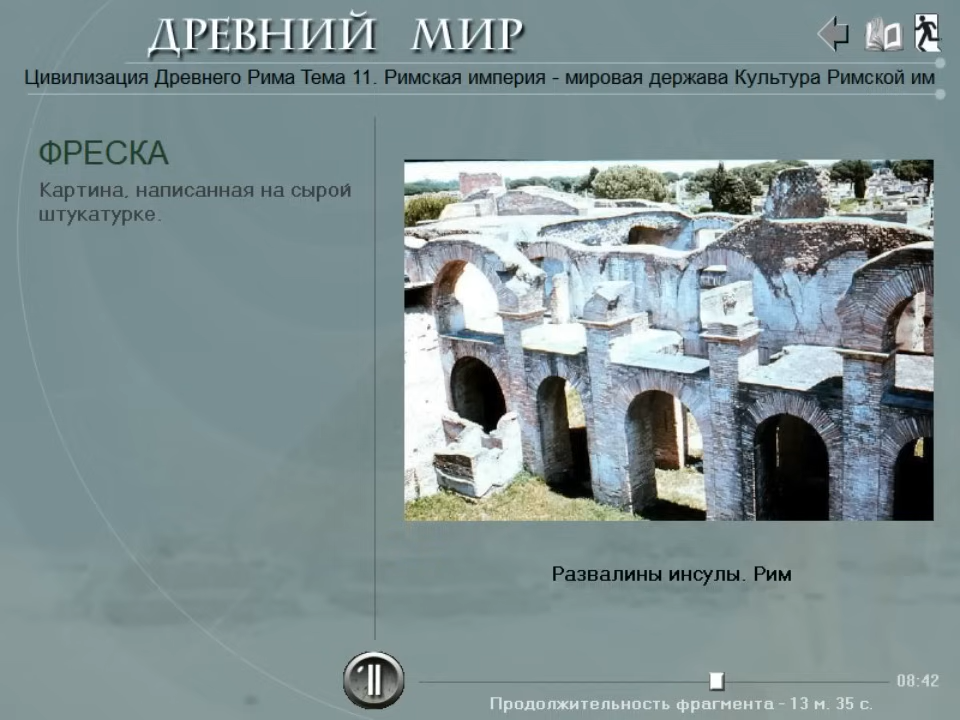 ДРЕВНИЙ МИР
Цивилизация Древнего Рима Тема 11. Римская империя - мировая держава Культура Римской им
ФРЕСКА
Картина, написанная на сырой
штукатурке.
Развалины инсулы. Рим
08:42
Продолжительность фрагмента - 13 м. 35 с.